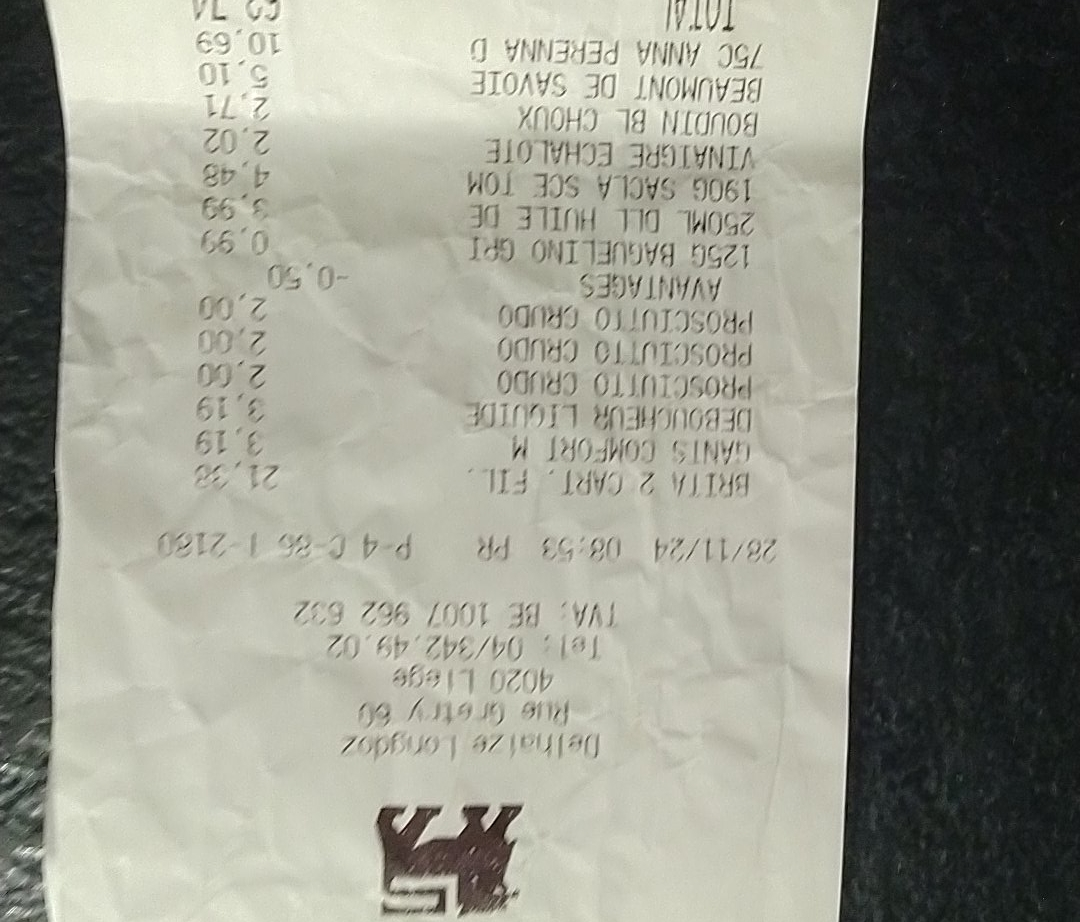 Delhaize Longdoz
Rue Gretry 60
4020 Liege
Tel: 04/342.49.02
TVA: BE 1007 962 632
28/11/24 08:53 PR P-4 C-86 T-2180
BRITA 2 CART. FIL. 21,38
GANTS COMFORT M 3,19
DEBOUCHEUR LIQUIDE 3,19
PROSCIUTTO CRUDO 2,00
PROSCIUTTO CRUDO 2,00
PROSCIUTTO CRUDO 2,00
AVANTAGES -0,50
125G BAGUELINO GRI 0,99
250ML DLL HUILE DE 3,99
190G SACLA SCE TOM 4,48
VINAIGRE ECHALOTE 2,02
BOUDIN BL CHOUX 2,71
BEAUMONT DE SAVOIE 5,10
75C ANNA PERENNA D 10,69
TOTAL